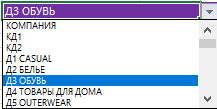 Д3 ОБУВЬ
КОМПАНИЯ
КД1
КД2
Д1 CASUAL
Д2 БЕЛЬЕ
Д3 ОБУВЬ
Д4 ТОВАРЫ ДЛЯ ДОМА
Д5 OUTERWEAR